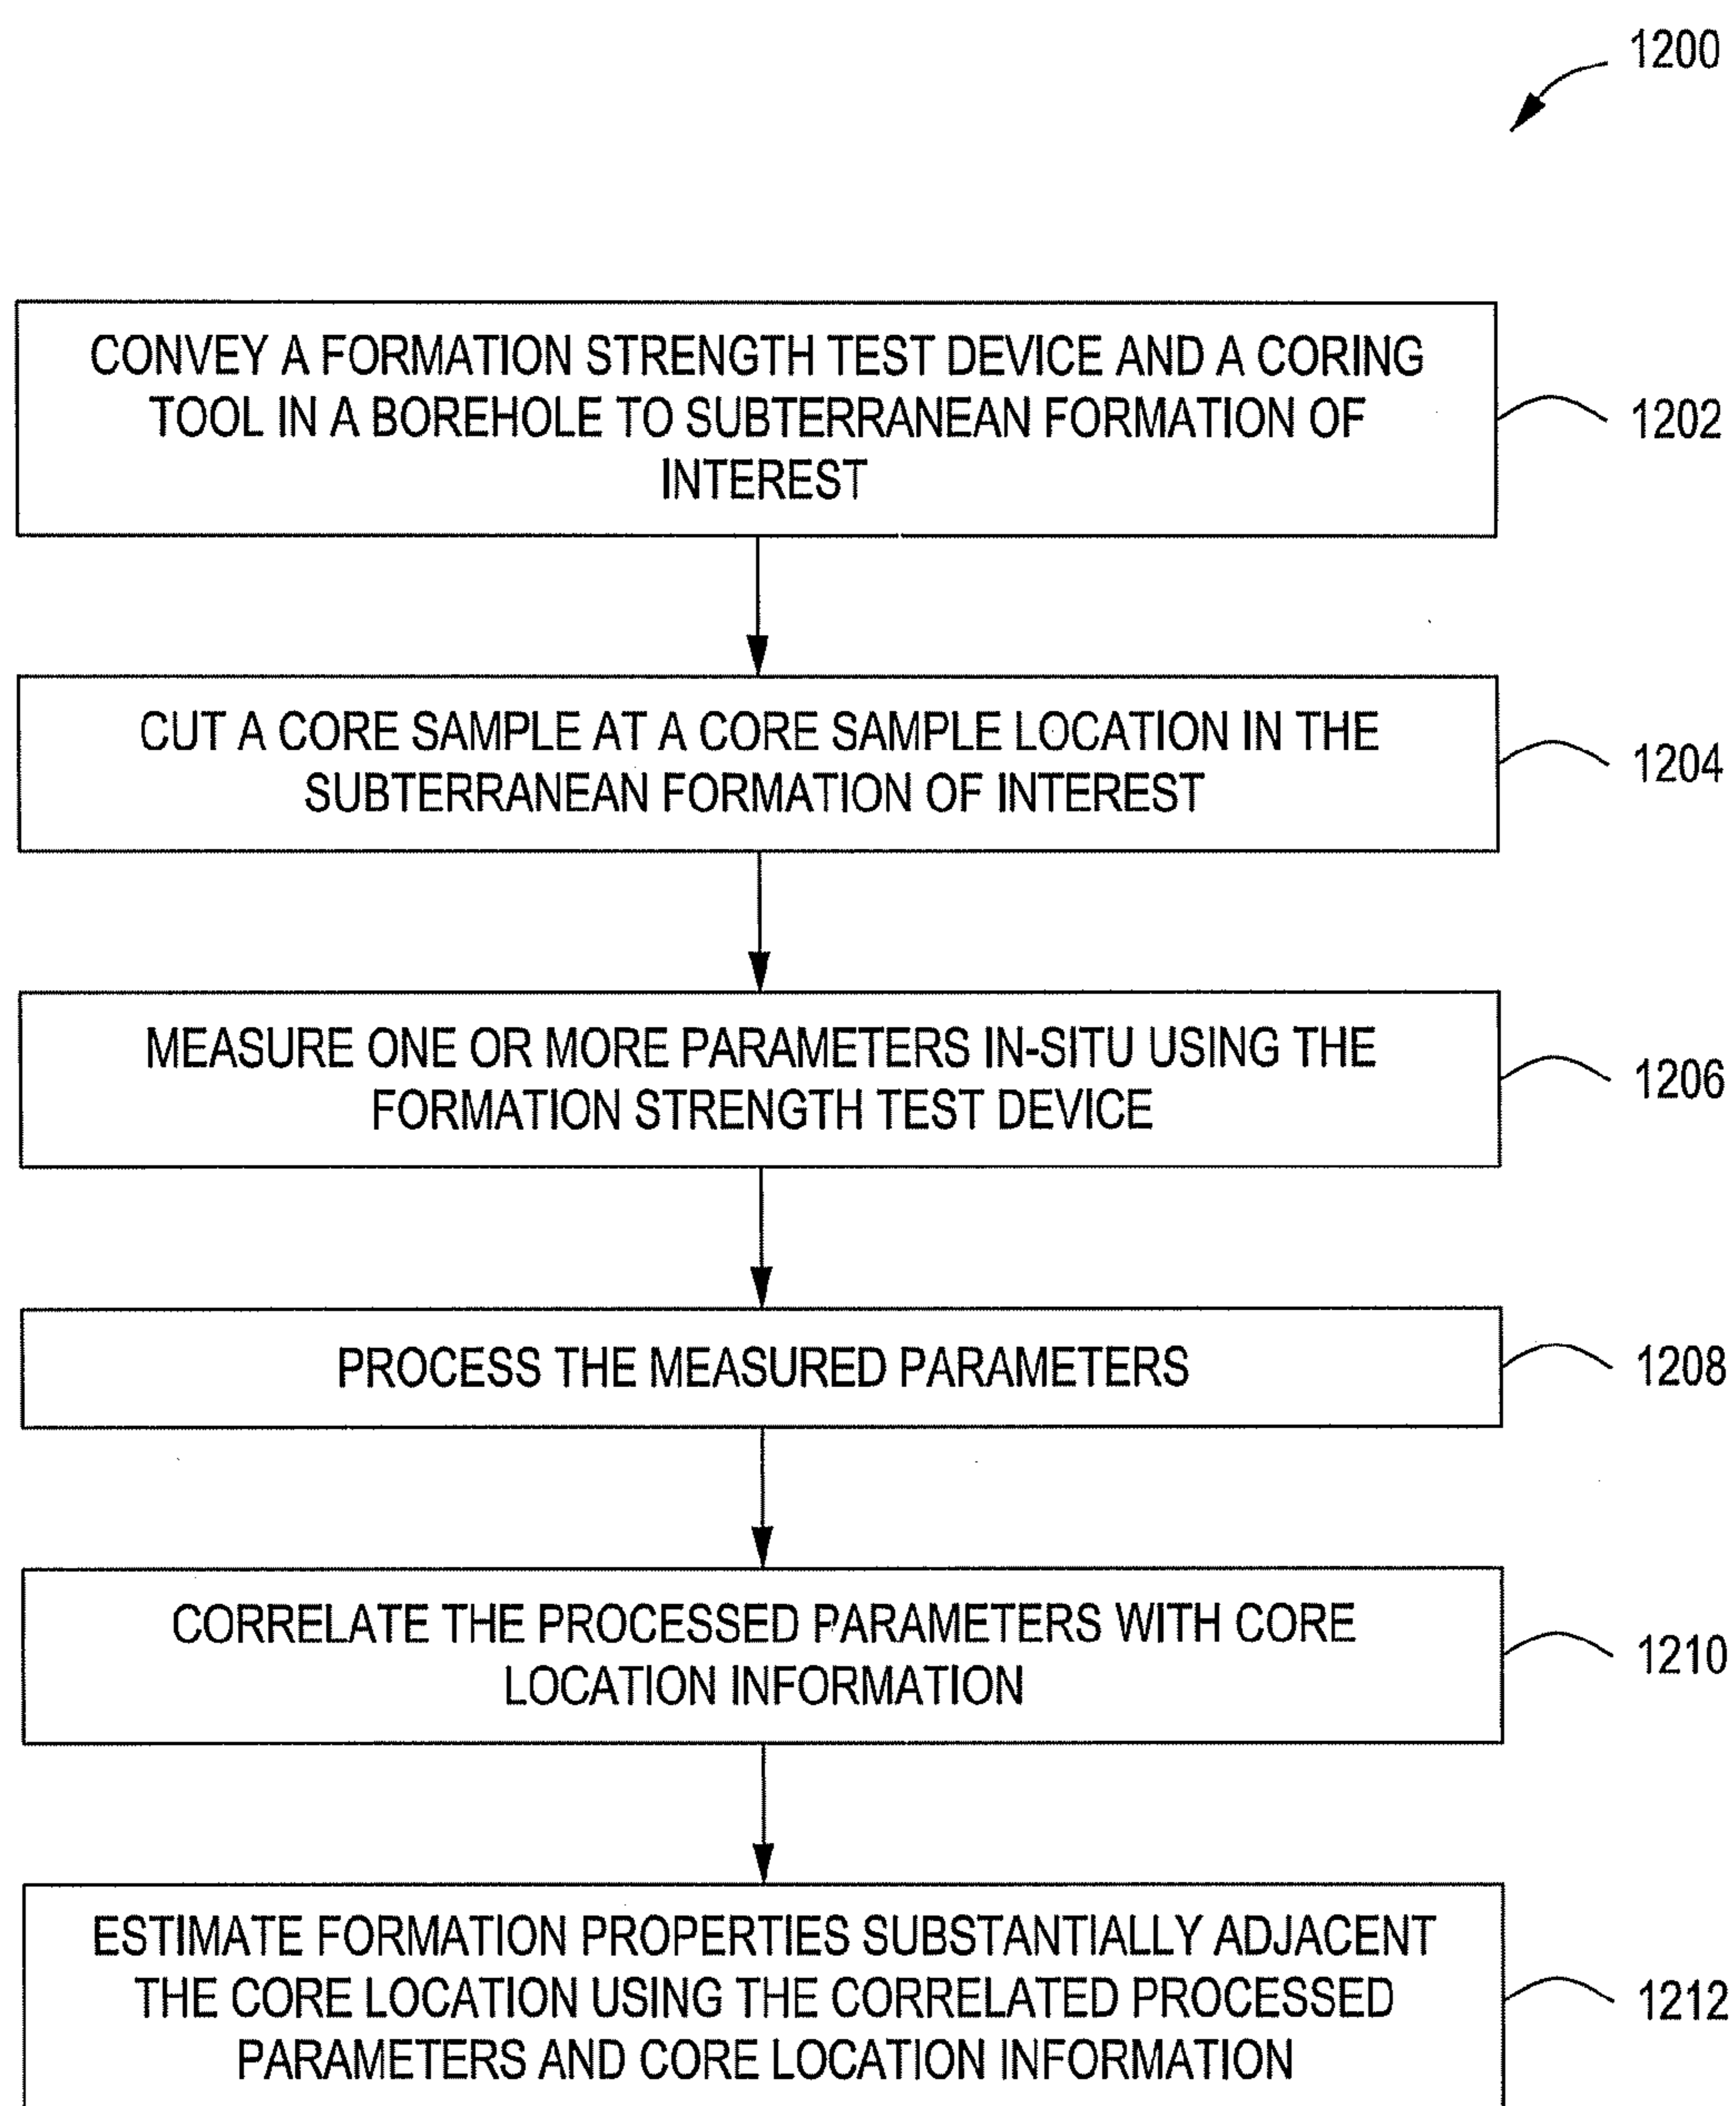 1200
CONVEY A FORMATION STRENGTH TEST DEVICE AND A CORING
TOOL IN A BOREHOLE TO SUBTERRANEAN FORMATION OF
INTEREST
1202
CUT A CORE SAMPLE AT A CORE SAMPLE LOCATION IN THE
SUBTERRANEAN FORMATION OF INTEREST
1204
MEASURE ONE OR MORE PARAMETERS IN-SITU USING THE
FORMATION STRENGTH TEST DEVICE
1206
PROCESS THE MEASURED PARAMETERS
1208
CORRELATE THE PROCESSED PARAMETERS WITH CORE
LOCATION INFORMATION
1210
ESTIMATE FORMATION PROPERTIES SUBSTANTIALLY ADJACENT
THE CORE LOCATION USING THE CORRELATED PROCESSED
PARAMETERS AND CORE LOCATION INFORMATION
1212